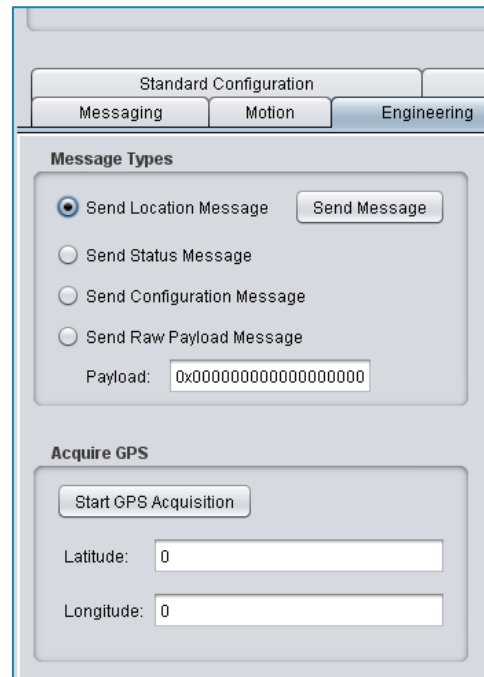 Standard Configuration
Messaging Motion Engineering
Message Types
Send Location Message Send Message
Send Status Message
Send Configuration Message
Send Raw Payload Message
Payload: 0x000000000000000000
Acquire GPS
Start GPS Acquisition
Latitude: 0
Longitude: 0